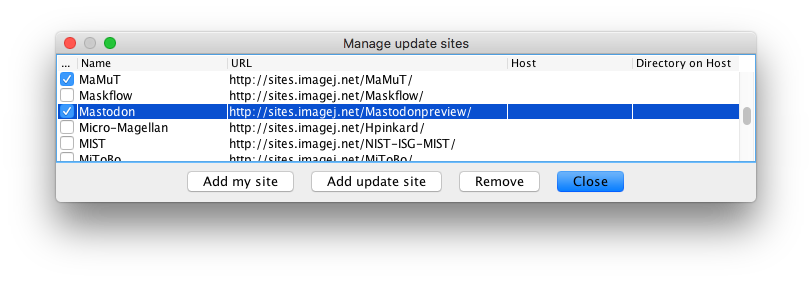 Manage update sites
... Name URL Host Directory on Host
MaMuT http://sites.imagej.net/MaMuT/
Maskflow http://sites.imagej.net/Maskflow/
Mastodon http://sites.imagej.net/Mastodonpreview/
Micro-Magellan http://sites.imagej.net/Hpinkard/
MIST http://sites.imagej.net/NIST-ISG-MIST/
MiToBo http://sites.imagej.net/MiToBo/
Add my site Add update site Remove Close